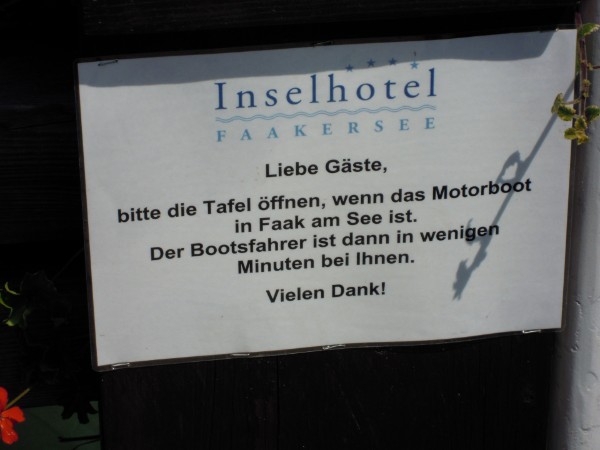 Inselhotel
FAAKERSEE
Liebe Gäste,
bitte die Tafel öffnen, wenn das Motorboot
in Faak am See ist.
Der Bootsfahrer ist dann in wenigen
Minuten bei Ihnen.
Vielen Dank!